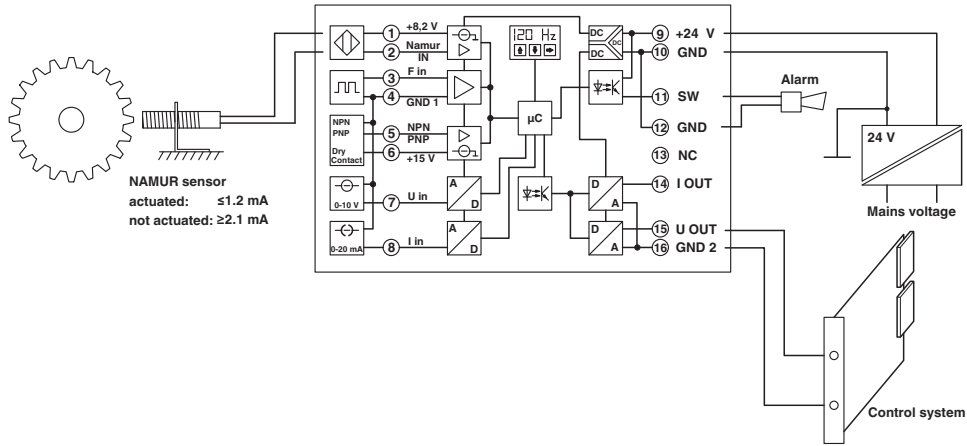 120 Hz
1 +8,2 V
2 Namur
IN
3 F in
4 GND 1
NPN
PNP
Dry
Contact
5 NPN
PNP
6 +15 V
0-10 V
7 U in
0-20 mA
8 I in
A
D
A
D
µC
DC
DC
DC
D
A
D
A
9 +24 V
10 GND
11 SW
12 GND
13 NC
14 I OUT
15 U OUT
16 GND 2
Alarm
24 V
Mains voltage
Control system
NAMUR sensor
actuated: ≤1.2 mA
not actuated: ≥2.1 mA